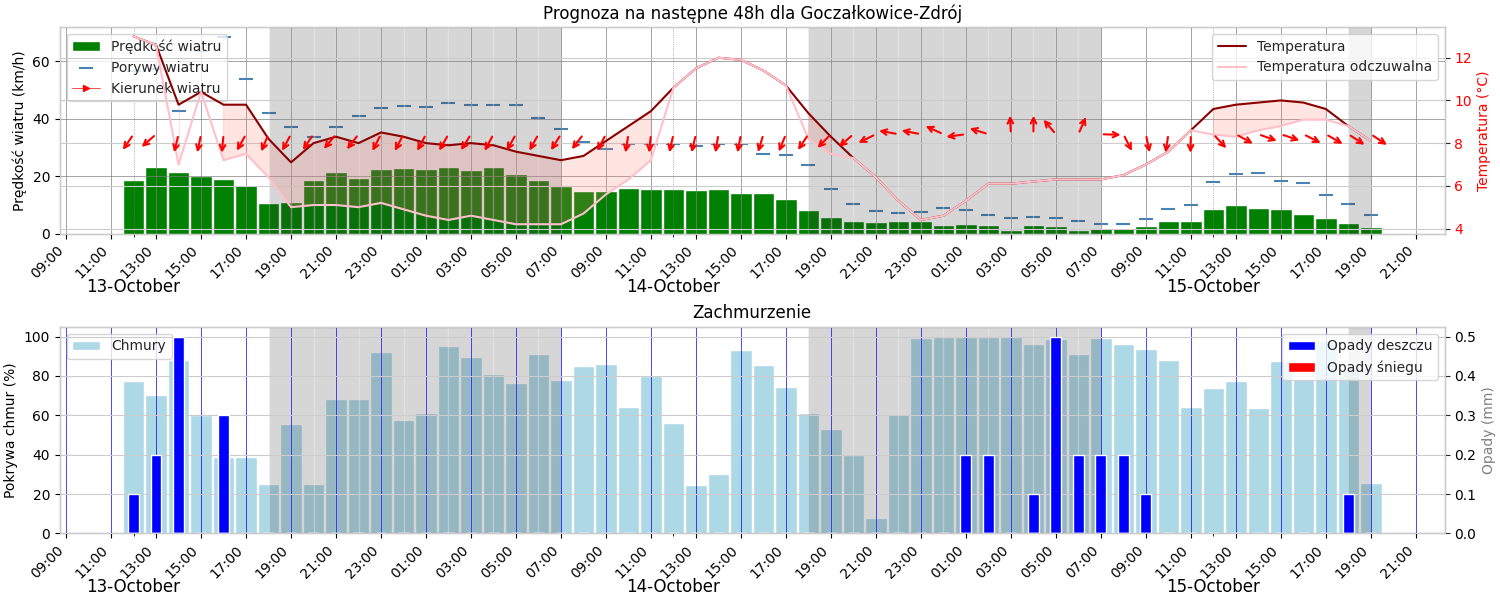 Prognoza na następne 48h dla Goczałkowice-Zdrój
Prędkość wiatru (km/h)
60
40
20
0
Prędkość wiatru
Porywy wiatru
Kierunek wiatru
Temperatura
Temperatura odczuwalna
12
10
8
6
4
Temperatura (°C)
09:00 11:00 13:00 15:00 17:00 19:00 21:00 23:00 01:00 03:00 05:00 07:00 09:00 11:00 13:00 15:00 17:00 19:00 21:00 23:00 01:00 03:00 05:00 07:00 09:00 11:00 13:00 15:00 17:00 19:00 21:00
13-October 14-October 15-October
Zachmurzenie
Pokrywa chmur (%)
100
80
60
40
20
0
Chmury
Opady deszczu
Opady śniegu
0.5
0.4
0.3
0.2
0.1
0.0
Opady (mm)
09:00 11:00 13:00 15:00 17:00 19:00 21:00 23:00 01:00 03:00 05:00 07:00 09:00 11:00 13:00 15:00 17:00 19:00 21:00 23:00 01:00 03:00 05:00 07:00 09:00 11:00 13:00 15:00 17:00 19:00 21:00
13-October 14-October 15-October